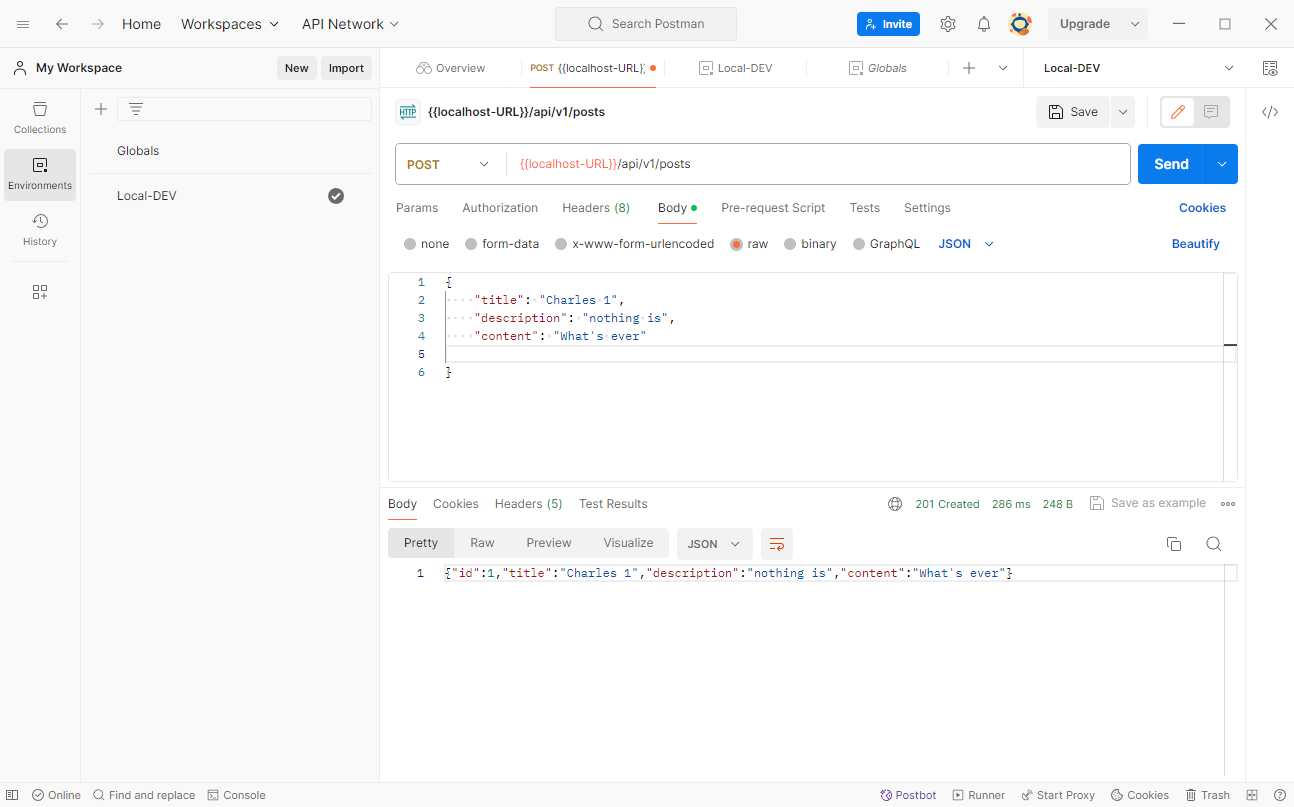 Home Workspaces API Network Search Postman Invite Upgrade
My Workspace New Import Overview POST {{localhost-URL}} Local-DEV Globals Local-DEV
Collections
Environments
History
Globals
Local-DEV
HTTP {{localhost-URL}}/api/v1/posts Save
POST {{localhost-URL}}/api/v1/posts Send
Params Authorization Headers (8) Body Pre-request Script Tests Settings Cookies
none form-data x-www-form-urlencoded raw binary GraphQL JSON Beautify
1 {
2 ····"title":·"Charles·1",
3 ····"description":·"nothing·is",
4 ····"content":·"What's·ever"
5
6 }
Body Cookies Headers (5) Test Results 201 Created 286 ms 248 B Save as example
Pretty Raw Preview Visualize JSON
1 {"id":1,"title":"Charles 1","description":"nothing is","content":"What's ever"}
Online Find and replace Console Postbot Runner Start Proxy Cookies Trash